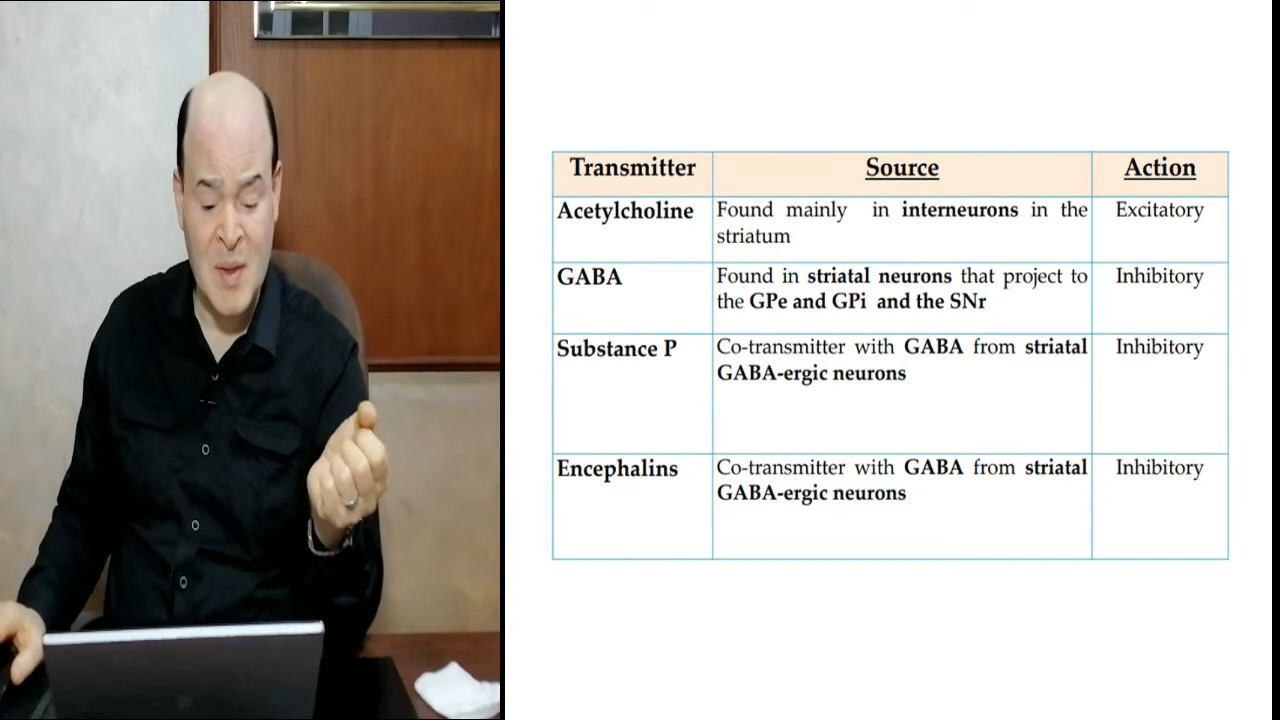 Transmitter Source Action
Acetylcholine Found mainly in interneurons in the Excitatory
striatum
GABA Found in striatal neurons that project to Inhibitory
the GPe and GPi and the SNr
Substance P Co-transmitter with GABA from striatal Inhibitory
GABA-ergic neurons
Encephalins Co-transmitter with GABA from striatal Inhibitory
GABA-ergic neurons